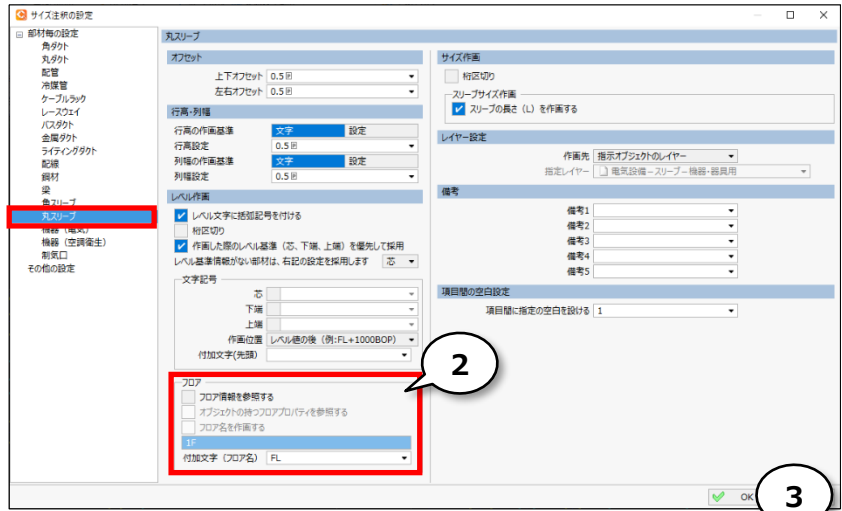 サイズ注釈の設定
部材毎の設定
角ダクト
丸ダクト
配管
冷媒管
ケーブルラック
レースウェイ
バスダクト
金属ダクト
ライティングダクト
配線
鋼材
梁
角スリーブ
丸スリーブ
機器（電気）
機器（空調衛生）
制気口
その他の設定
丸スリーブ
オフセット
上下オフセット 0.5
左右オフセット 0.5
行高・列幅
行高の作画基準 文字 設定
行高設定 0.5
列幅の作画基準 文字 設定
列幅設定 0.5
レベル作画
レベル文字に括弧記号を付ける
桁区切り
作画した際のレベル基準（芯、下端、上端）を優先して採用
レベル基準情報がない部材は、右記の設定を採用します 芯
文字記号
芯
下端
上端
作画位置 レベル値の後（例:FL+1000BOP）
付加文字(先頭)
フロア
フロア情報を参照する
オブジェクトの持つフロアプロパティを参照する
フロア名を作画する
1F
付加文字（フロア名） FL
2
サイズ作画
桁区切り
スリーブサイズ作画
スリーブの長さ（L）を作画する
レイヤー設定
作画先 指示オブジェクトのレイヤー
指定レイヤー 電気設備－スリーブ－機器・器具用
備考
備考1
備考2
備考3
備考4
備考5
項目間の空白設定
項目間に指定の空白を設ける 1
OK
3